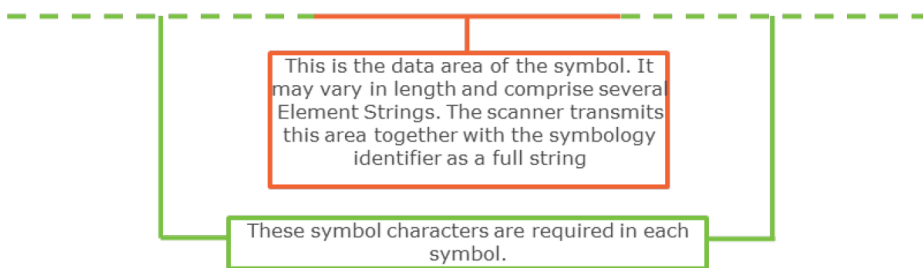 This is the data area of the symbol. It
may vary in length and comprise several
Element Strings. The scanner transmits
this area together with the symbology
identifier as a full string
These symbol characters are required in each
symbol.